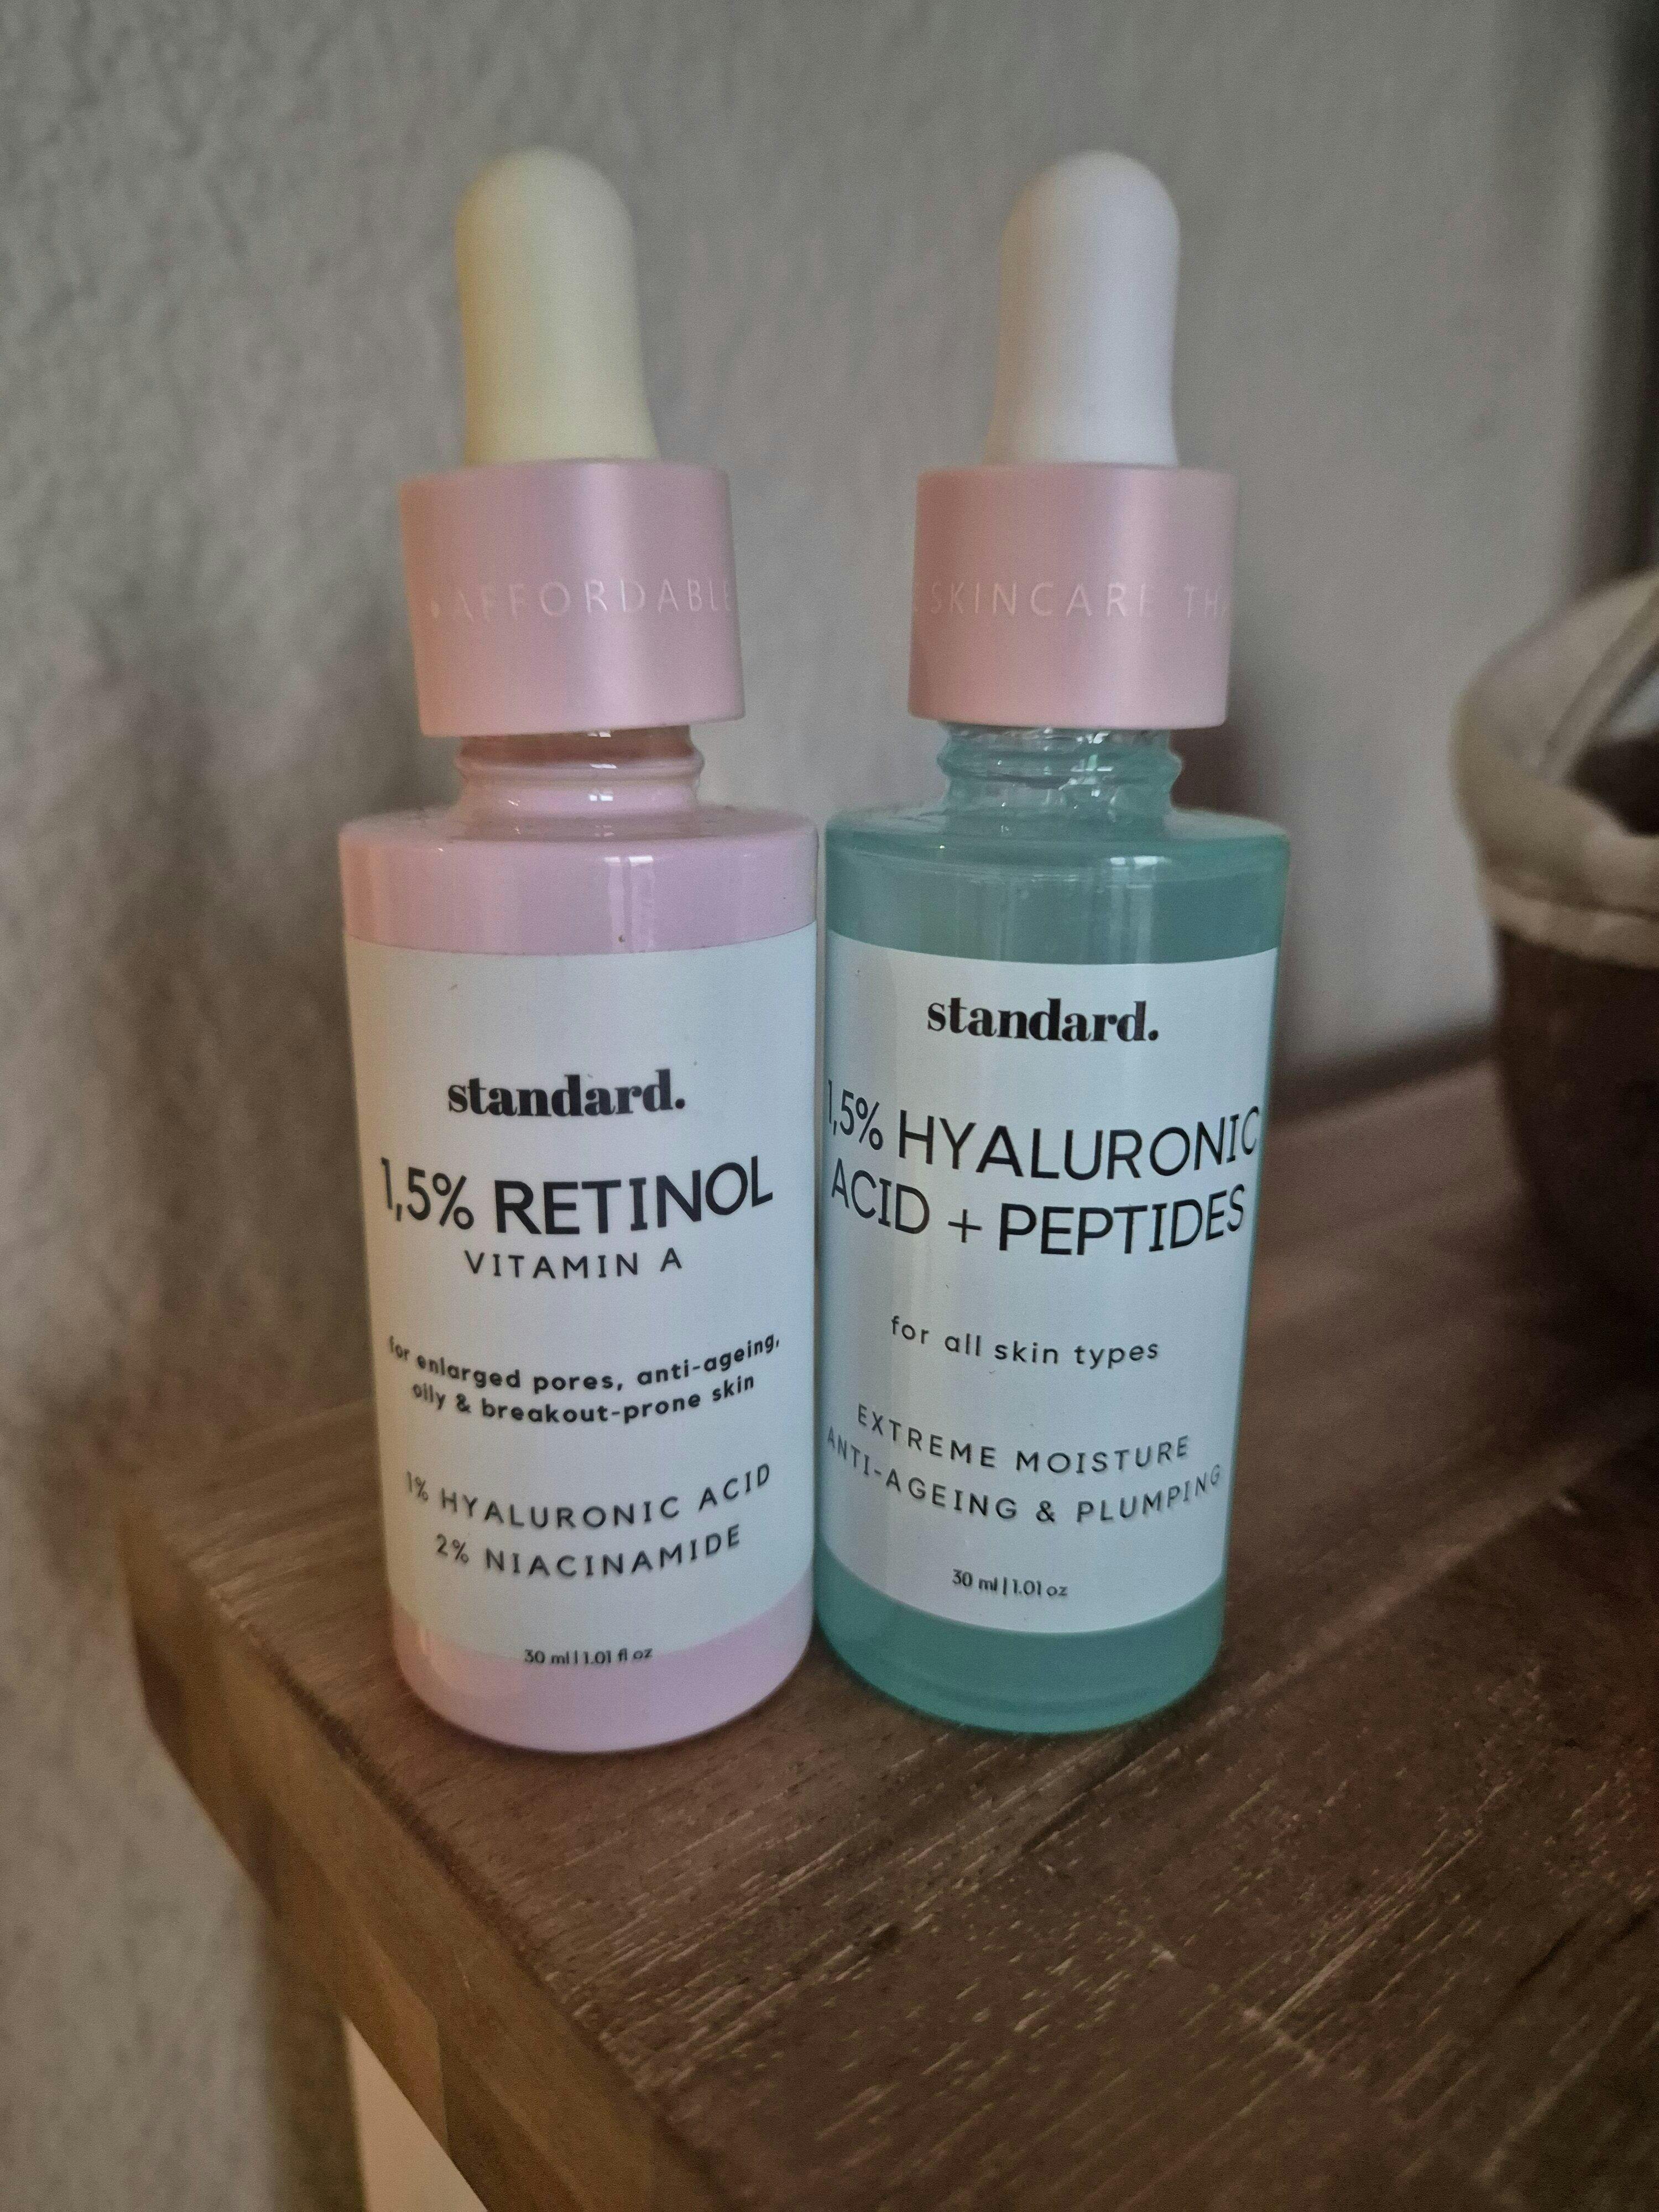 AFFORDABLE
standard.
1,5% RETINOL
VITAMIN A
for enlarged pores, anti-ageing,
oily & breakout-prone skin
1% HYALURONIC ACID
2% NIACINAMIDE
30 ml | 1.01 fl oz
SKINCARE
standard.
1,5% HYALURONIC
ACID + PEPTIDES
for all skin types
EXTREME MOISTURE
ANTI-AGEING & PLUMPING
30 ml | 1.01 oz